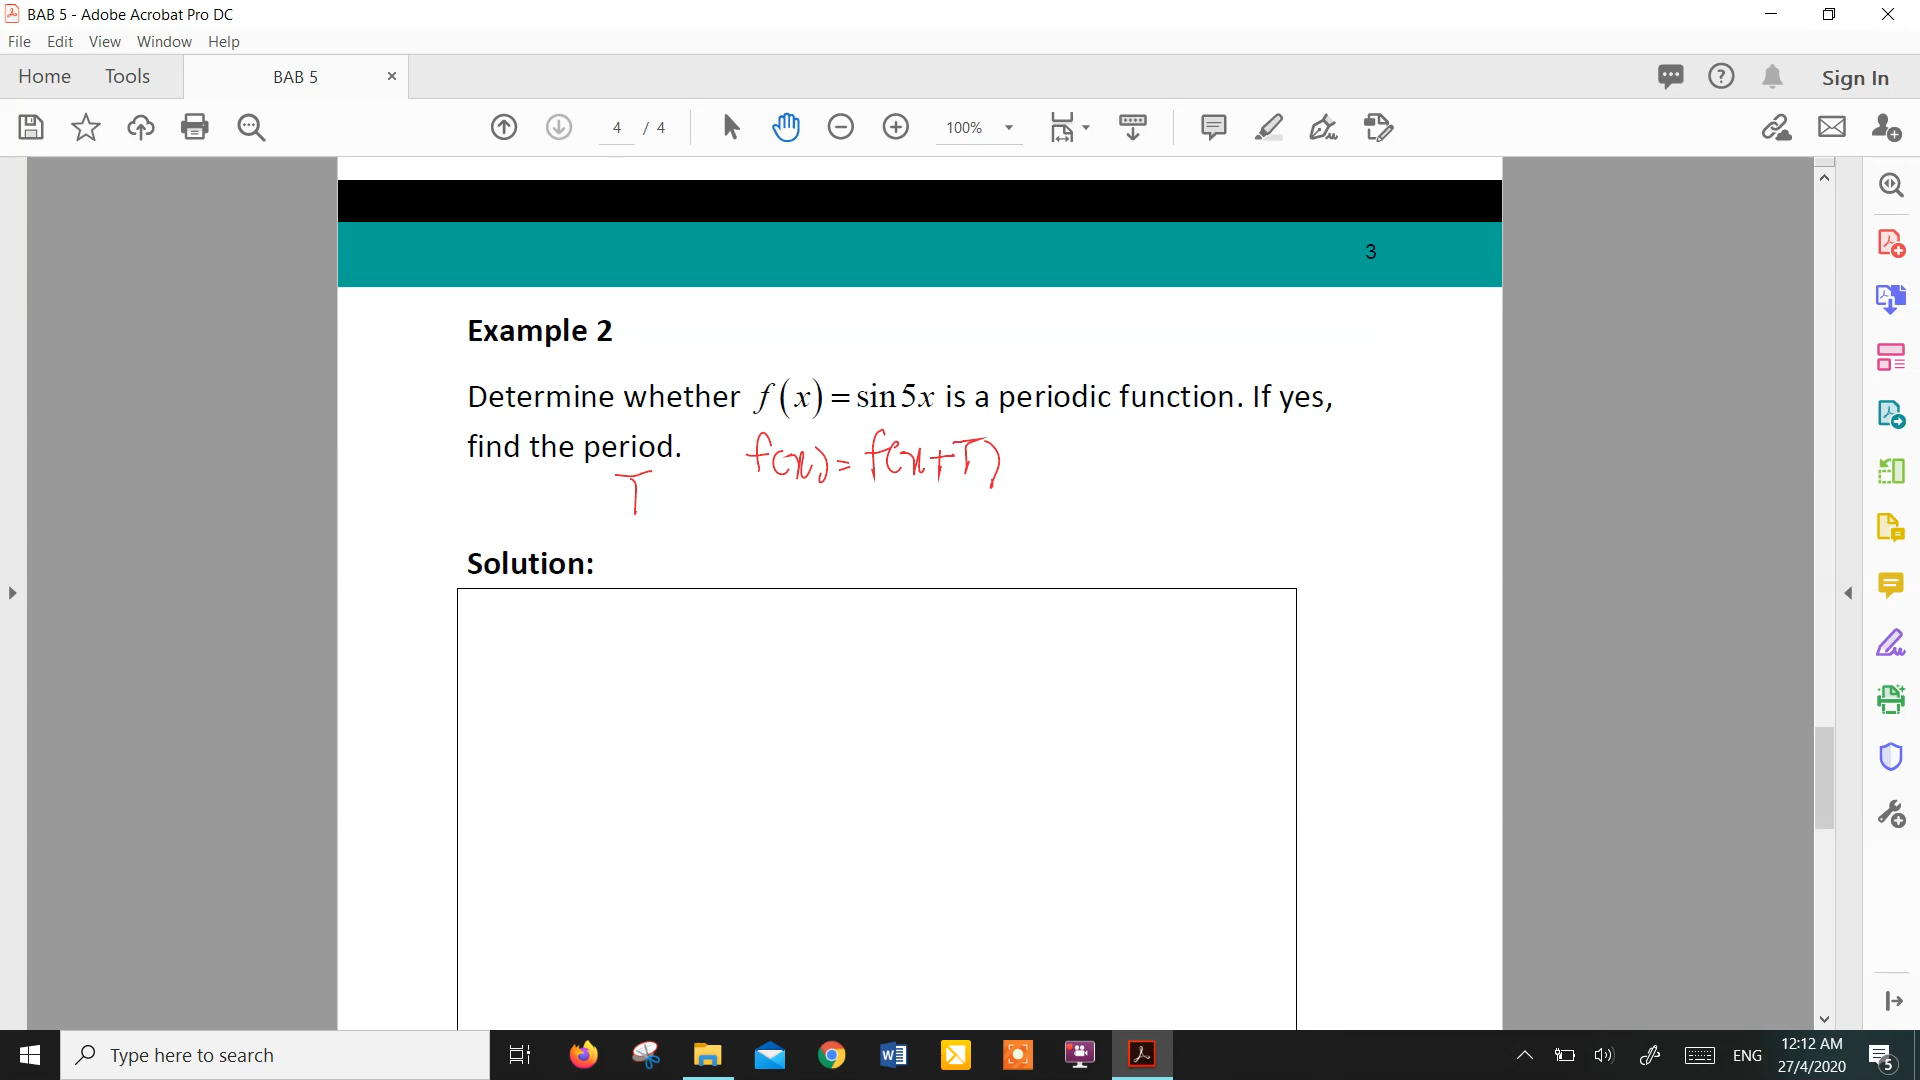 BAB 5 - Adobe Acrobat Pro DC
File Edit View Window Help
Home Tools BAB 5 × Sign In
4 / 4 100%
3
Example 2
Determine whether f(x) = sin5x is a periodic function. If yes,
find the period. f(x) = f(x+T)
T
Solution:
Type here to search
ENG
12:12 AM
27/4/2020
5